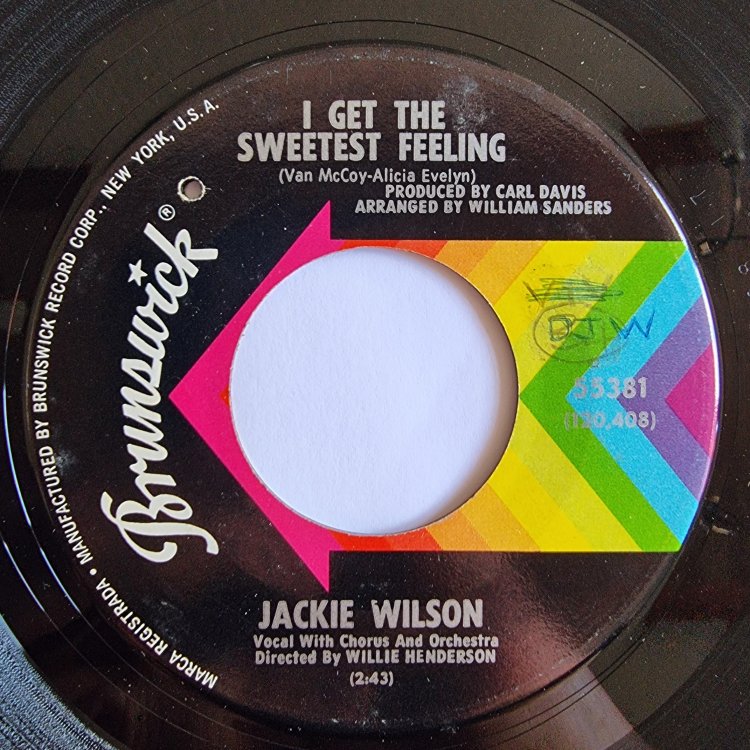 I GET THE
SWEETEST FEELING
(Van McCoy-Alicia Evelyn)
PRODUCED BY CARL DAVIS
ARRANGED BY WILLIAM SANDERS
Brunswick®
MARCA REGISTRADA • MANUFACTURED BY BRUNSWICK RECORD CORP., NEW YORK, U.S.A.
DJW
55381
(120,408)
JACKIE WILSON
Vocal With Chorus And Orchestra
Directed By WILLIE HENDERSON
(2:43)